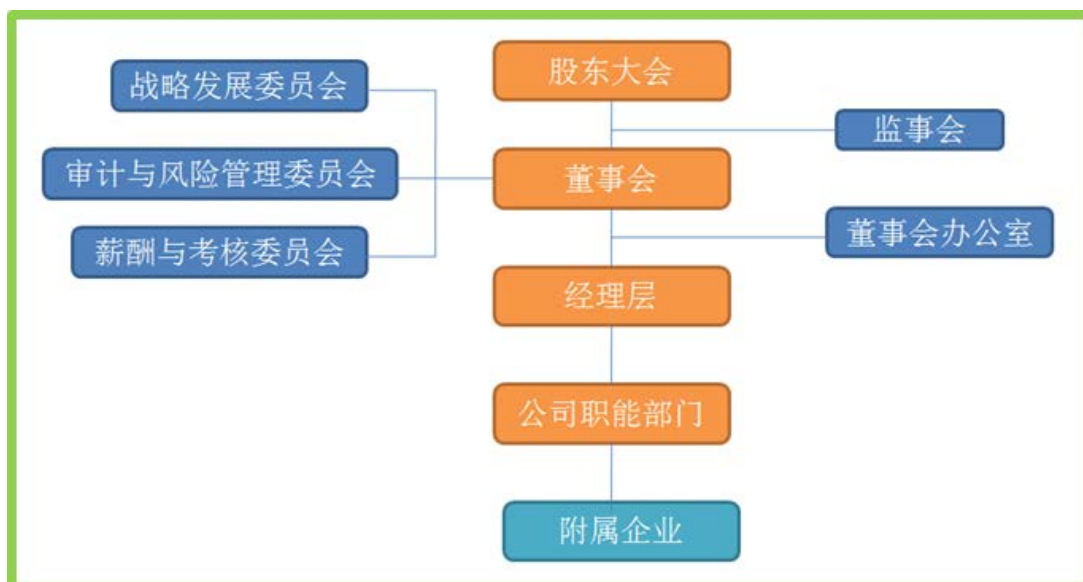 股东大会
战略发展委员会
监事会
审计与风险管理委员会
董事会
董事会办公室
薪酬与考核委员会
经理层
公司职能部门
附属企业